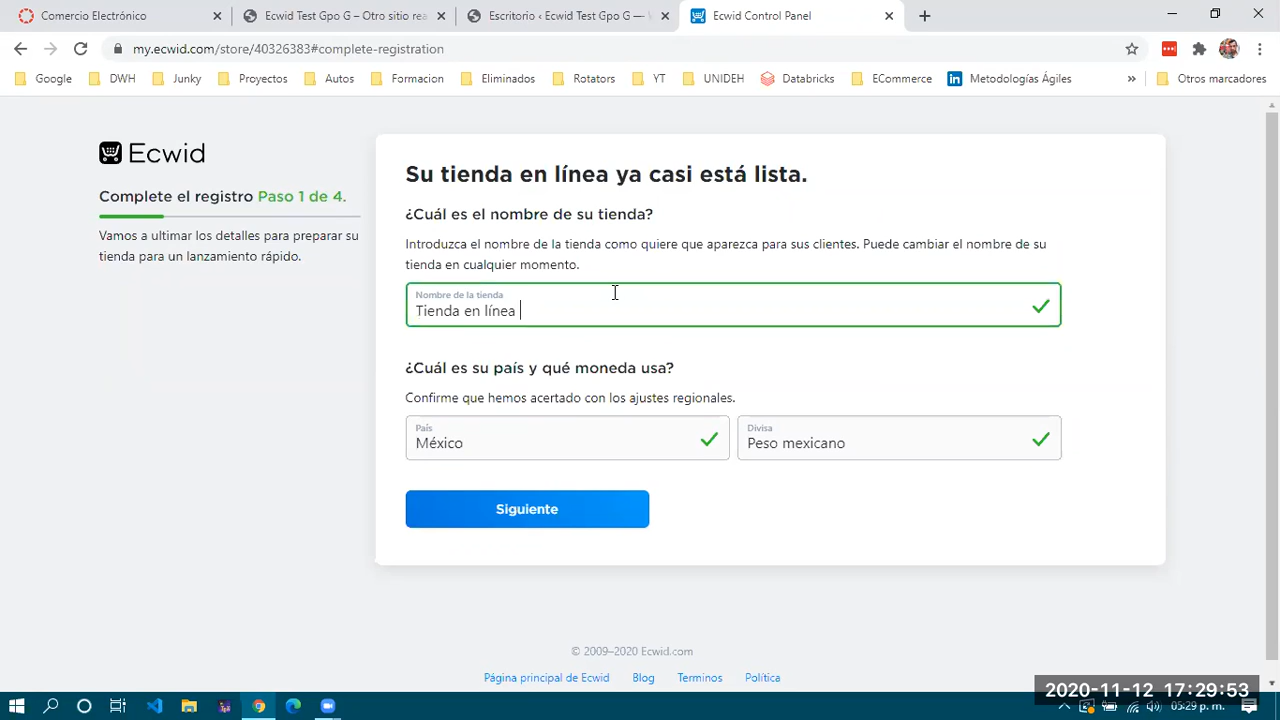 Comercio Electrónico
Ecwid Test Gpo G – Otro sitio re
Escritorio ‹ Ecwid Test Gpo G — W
Ecwid Control Panel
my.ecwid.com/store/40326383#complete-registration
Google
DWH
Junky
Proyectos
Autos
Formacion
Eliminados
Rotators
YT
UNIDEH
Databricks
ECommerce
Metodologías Ágiles
»
Otros marcadores
Ecwid
Complete el registro Paso 1 de 4.
Vamos a ultimar los detalles para preparar su
tienda para un lanzamiento rápido.
Su tienda en línea ya casi está lista.
¿Cuál es el nombre de su tienda?
Introduzca el nombre de la tienda como quiere que aparezca para sus clientes. Puede cambiar el nombre de su
tienda en cualquier momento.
Nombre de la tienda
Tienda en línea
¿Cuál es su país y qué moneda usa?
Confirme que hemos acertado con los ajustes regionales.
País
México
Divisa
Peso mexicano
Siguiente
© 2009–2020 Ecwid.com
Página principal de Ecwid
Blog
Terminos
Política
2020-11-12 17:29:53
05:29 p. m.